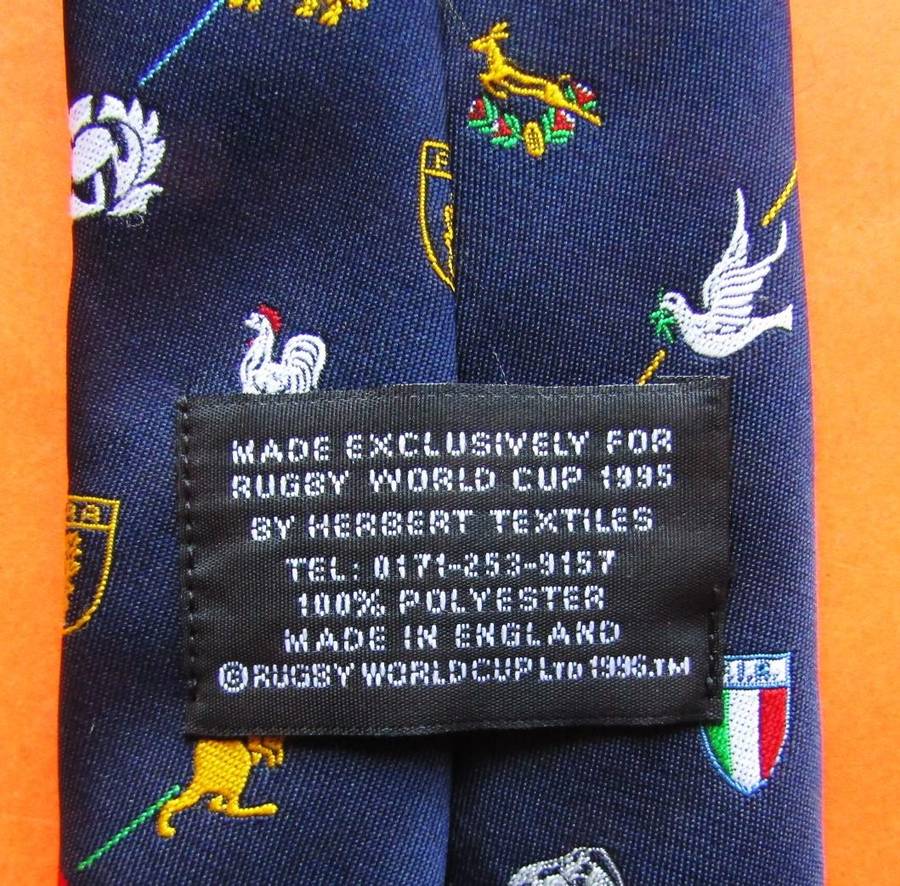 MADE EXCLUSIVELY FOR
RUGBY WORLD CUP 1995
BY HERBERT TEXTILES
TEL: 0171-253-9157
100% POLYESTER
MADE IN ENGLAND
© RUGBY WORLD CUP LTD 1996.TM